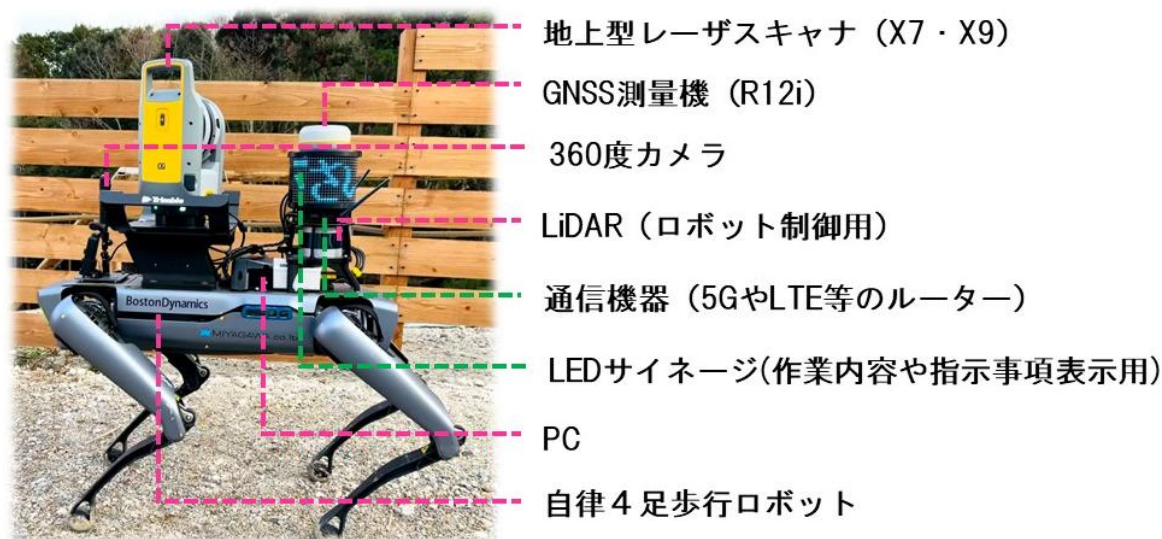 地上型レーザスキャナ（X7・X9）
GNSS測量機（R12i）
360度カメラ
LiDAR（ロボット制御用）
通信機器（5GやLTE等のルーター）
LEDサイネージ(作業内容や指示事項表示用)
PC
自律４足歩行ロボット
Trimble
BostonDynamics
MIYAGAWA.co.ltd